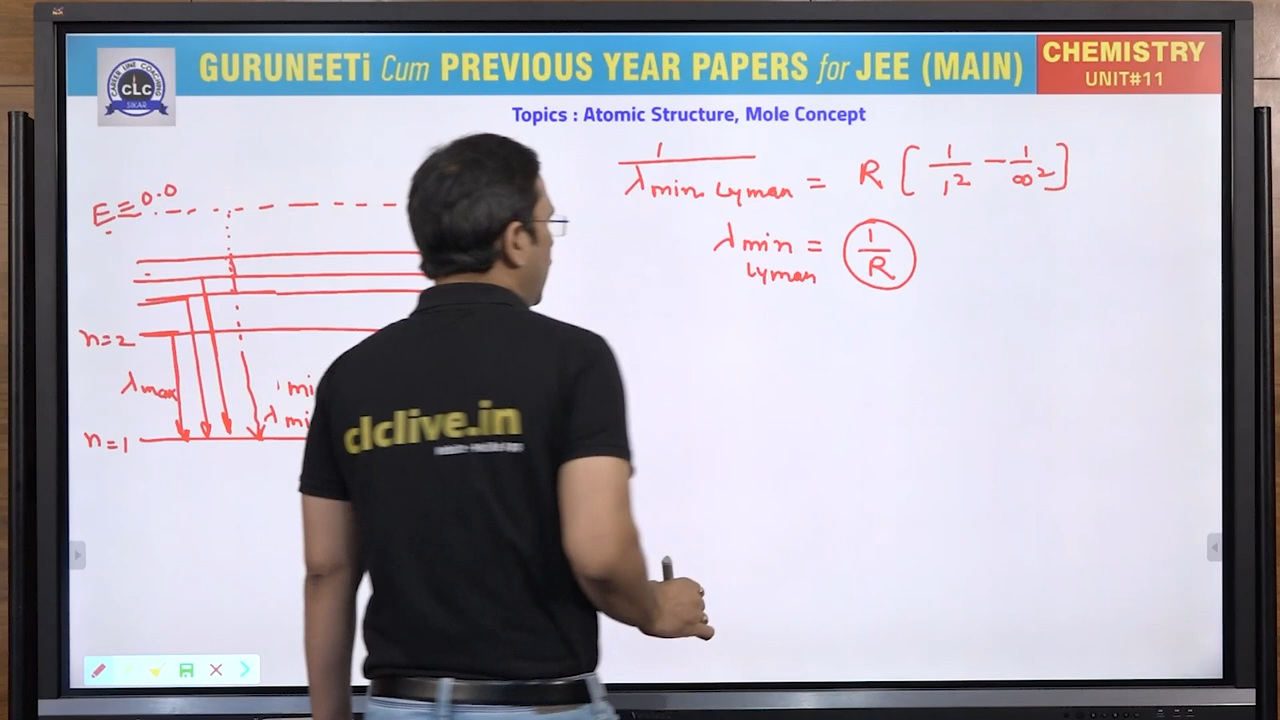 GURUNEETi Cum PREVIOUS YEAR PAPERS for JEE (MAIN)
CHEMISTRY
UNIT#11
CAREER LINE COACHING
CLC
SIKAR
Topics : Atomic Structure, Mole Concept
1/λmin Lyman = R [ 1/1² - 1/∞² ]
λmin Lyman = 1/R
E = 0.0
n=2
λmax
n=1
clclive.in